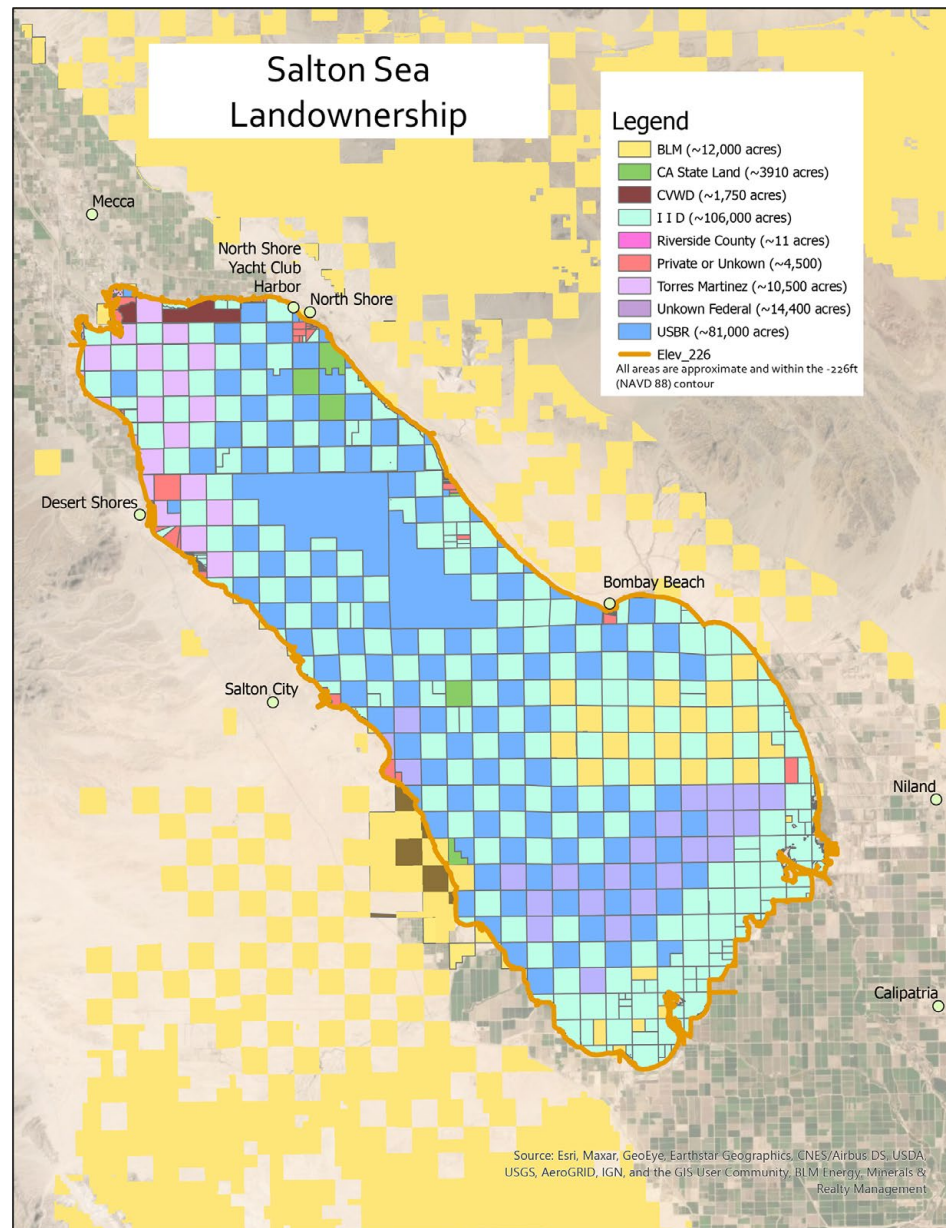 Salton Sea
Landownership
Legend
BLM (~12,000 acres)
CA State Land (~3910 acres)
CVWD (~1,750 acres)
I I D (~106,000 acres)
Riverside County (~11 acres)
Private or Unkown (~4,500)
Torres Martinez (~10,500 acres)
Unkown Federal (~14,400 acres)
USBR (~81,000 acres)
Elev_226
All areas are approximate and within the -226ft
(NAVD 88) contour
Mecca
North Shore
Yacht Club
Harbor
North Shore
Desert Shores
Bombay Beach
Salton City
Niland
Calipatria
Source: Esri, Maxar, GeoEye, Earthstar Geographics, CNES/Airbus DS, USDA,
USGS, AeroGRID, IGN, and the GIS User Community, BLM Energy, Minerals &
Realty Management